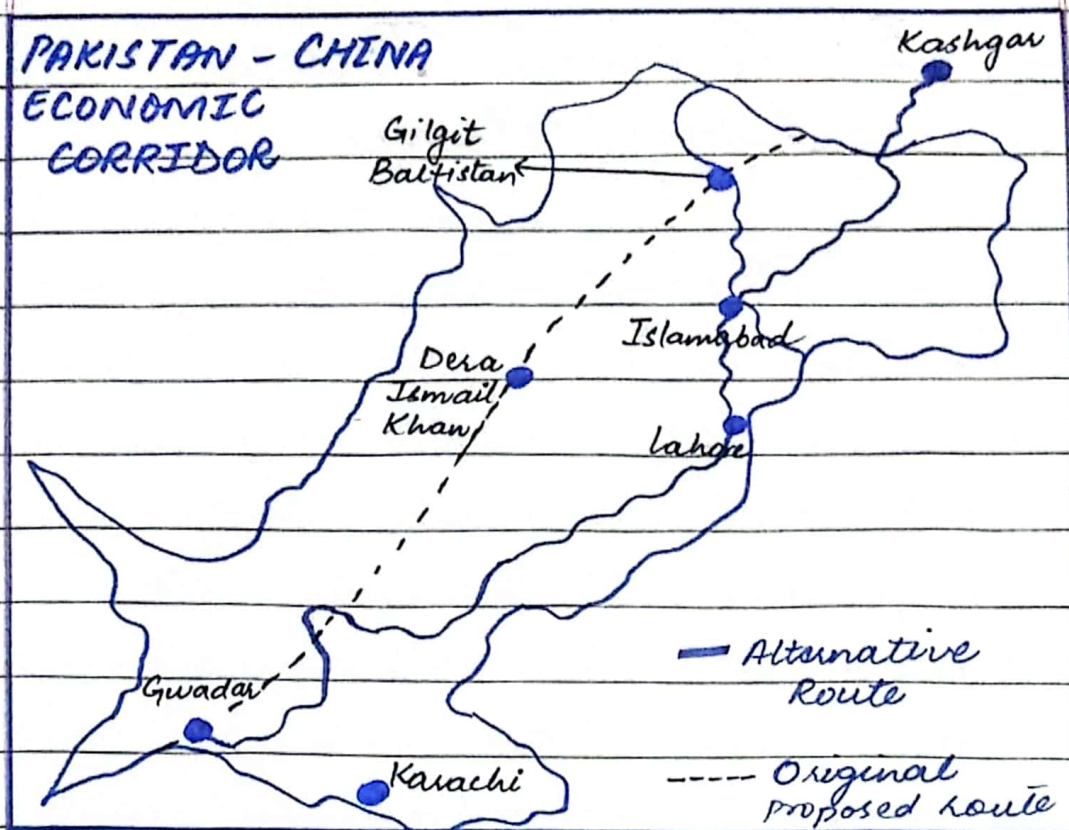 PAKISTAN - CHINA
ECONOMIC
CORRIDOR
Kashgar
Gilgit
Baltistan
Islamabad
Dera
Ismail
Khan
Lahore
Gwadar
Karachi
Alternative
Route
Original
proposed route